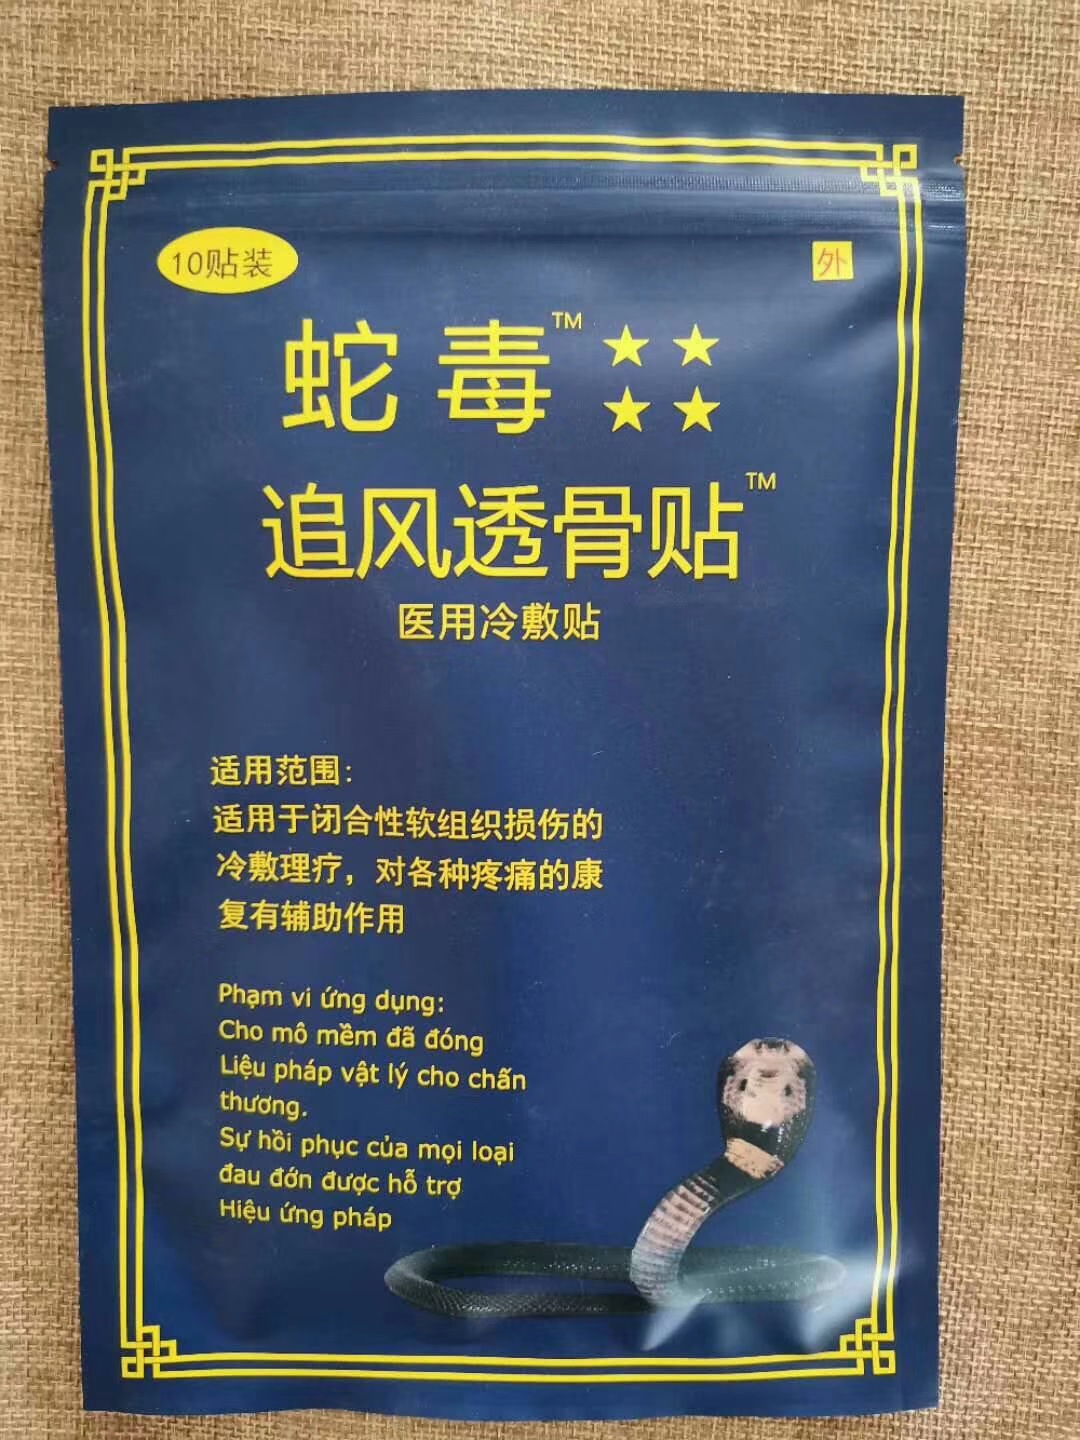 10贴装
外
蛇毒™
追风透骨贴™
医用冷敷贴
适用范围:
适用于闭合性软组织损伤的
冷敷理疗，对各种疼痛的康
复有辅助作用
Phạm vi ứng dụng:
Cho mô mềm đã đóng
Liệu pháp vật lý cho chấn
thương.
Sự hồi phục của mọi loại
đau đớn được hỗ trợ
Hiệu ứng pháp